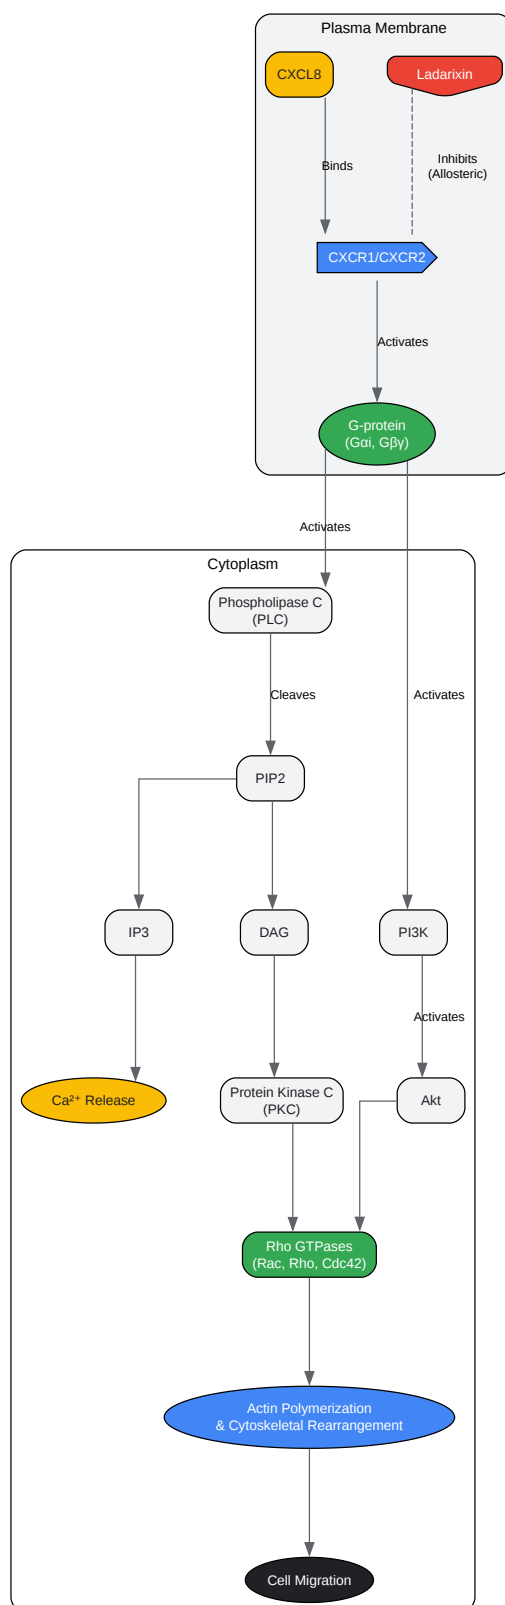 Plasma Membrane
CXCL8
Ladarixin
Binds
Inhibits
(Allosteric)
CXCR1/CXCR2
Activates
G-protein
(Gαi, Gβγ)
Activates
Cytoplasm
Phospholipase C
(PLC)
Cleaves
Activates
PIP2
IP3
DAG
PI3K
Activates
Ca²⁺ Release
Protein Kinase C
(PKC)
Akt
Rho GTPases
(Rac, Rho, Cdc42)
Actin Polymerization
& Cytoskeletal Rearrangement
Cell Migration